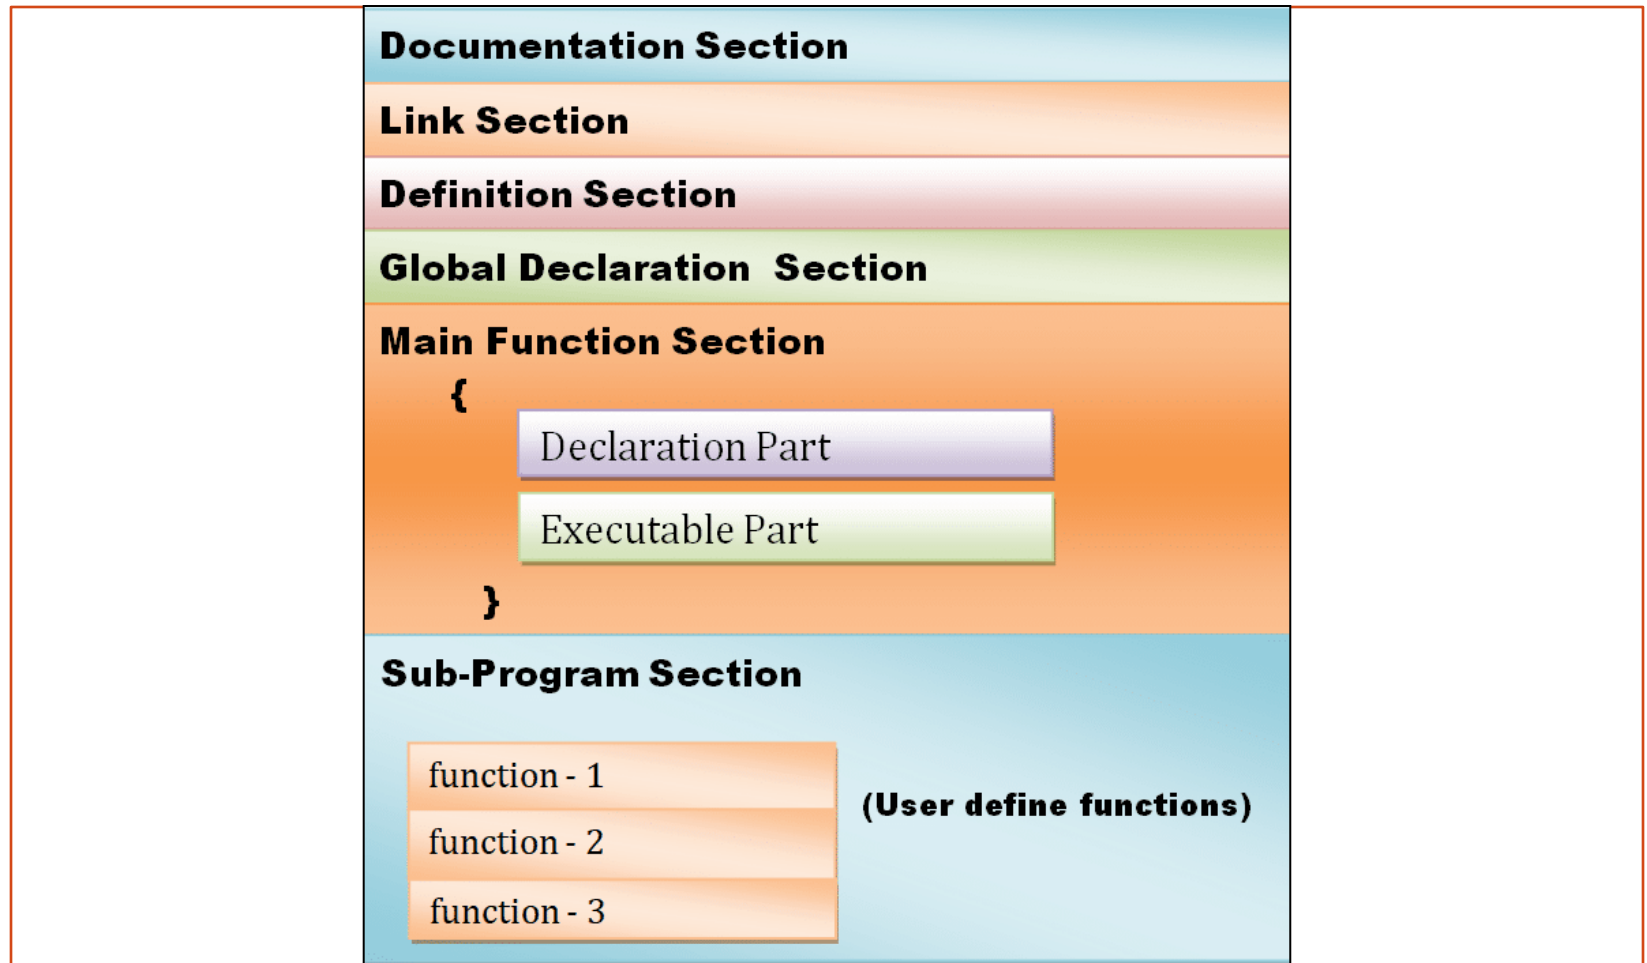 Documentation Section
Link Section
Definition Section
Global Declaration  Section
Main Function Section
{
Declaration Part
Executable Part
}
Sub-Program Section
function - 1
(User define functions)
function - 2
function - 3